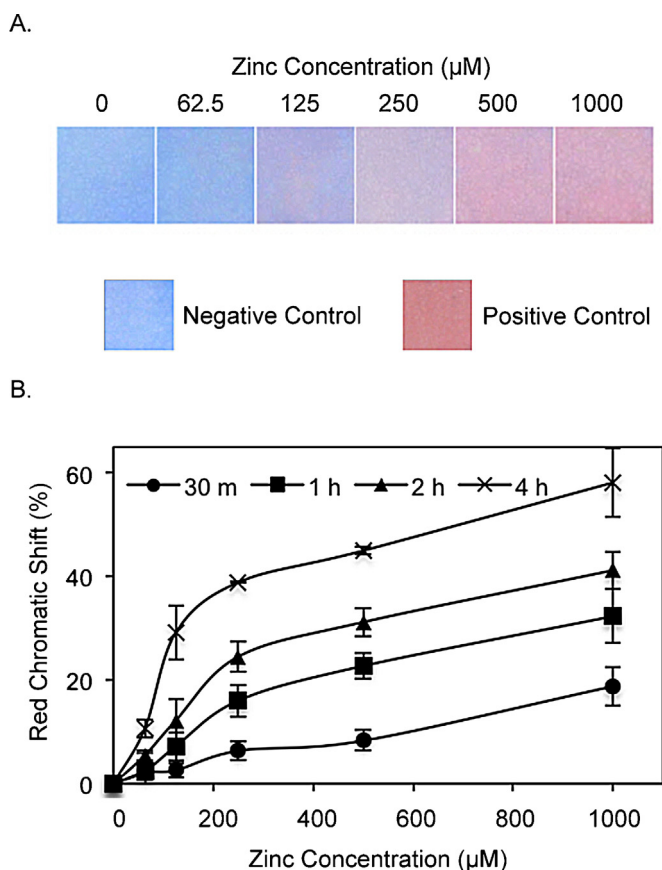 A.
Zinc Concentration (µM)
0 62.5 125 250 500 1000
Negative Control Positive Control
B.
60
40
20
0
Red Chromatic Shift (%)
30 m 1 h 2 h 4 h
0 200 400 600 800 1000
Zinc Concentration (µM)